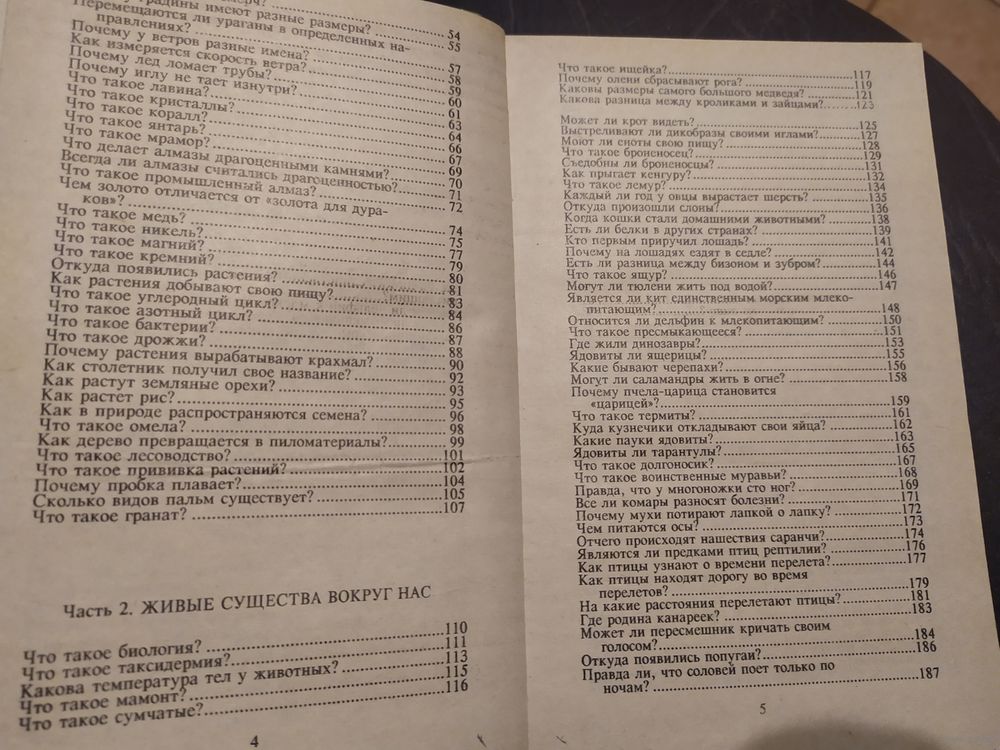 градины имеют разные размеры?
Перемещаются ли ураганы в определенных на-
правлениях? 54
Почему у ветров разные имена? 55
Как измеряется скорость ветра? 57
Почему лед ломает трубы? 58
Почему иглу не тает изнутри? 59
Что такое лавина? 60
Что такое кристаллы? 61
Что такое коралл? 63
Что такое янтарь? 64
Что такое мрамор? 66
Что делает алмазы драгоценными камнями? 67
Всегда ли алмазы считались драгоценностью? 69
Что такое промышленный алмаз? 70
Чем золото отличается от «золота для дура- 71
ков»? 72
Что такое медь? 74
Что такое никель? 75
Что такое магний? 77
Что такое кремний? 79
Откуда появились растения? 80
Как растения добывают свою пищу? 81
Что такое углеродный цикл? 83
Что такое азотный цикл? 84
Что такое бактерии? 86
Что такое дрожжи? 87
Почему растения вырабатывают крахмал? 88
Как столетник получил свое название? 90
Как растут земляные орехи? 92
Как растет рис? 93
Как в природе распространяются семена? 95
Что такое омела? 96
Как дерево превращается в пиломатериалы? 98
Что такое лесоводство? 99
Что такое прививка растений? 101
Почему пробка плавает? 102
Сколько видов пальм существует? 104
Что такое гранат? 105
107
Часть 2. ЖИВЫЕ СУЩЕСТВА ВОКРУГ НАС
Что такое биология? 110
Что такое таксидермия? 111
Какова температура тел у животных? 113
Что такое мамонт? 115
Что такое сумчатые? 116
4
Что такое ищейка? 117
Почему олени сбрасывают рога? 119
Каковы размеры самого большого медведя? 121
Какова разница между кроликами и зайцами? 123
Может ли крот видеть? 125
Выстреливают ли дикобразы своими иглами? 127
Моют ли еноты свою пищу? 128
Что такое броненосец? 129
Съедобны ли броненосцы? 131
Как прыгает кенгуру? 132
Что такое лемур? 134
Каждый ли год у овцы вырастает шерсть? 135
Откуда произошли слоны? 136
Когда кошки стали домашними животными? 138
Есть ли белки в других странах? 139
Кто первым приручил лошадь? 141
Почему на лошадях ездят в седле? 142
Есть ли разница между бизоном и зубром? 144
Что такое ящур? 146
Могут ли тюлени жить под водой? 147
Является ли кит единственным морским млеко-
питающим? 148
Относится ли дельфин к млекопитающим? 150
Что такое пресмыкающееся? 151
Где жили динозавры? 153
Ядовиты ли ящерицы? 155
Какие бывают черепахи? 156
Могут ли саламандры жить в огне? 158
Почему пчела-царица становится
«царицей»? 159
Что такое термиты? 161
Куда кузнечики откладывают свои яйца? 162
Какие пауки ядовиты? 163
Ядовиты ли тарантулы? 165
Что такое долгоносик? 167
Что такое воинственные муравьи? 168
Правда, что у многоножки сто ног? 169
Все ли комары разносят болезни? 171
Почему мухи потирают лапкой о лапку? 172
Чем питаются осы? 173
Отчего происходят нашествия саранчи? 174
Являются ли предками птиц рептилии? 176
Как птицы узнают о времени перелета? 177
Как птицы находят дорогу во время
перелетов? 179
На какие расстояния перелетают птицы? 181
Где родина канареек? 183
Может ли пересмешник кричать своим
голосом? 184
Откуда появились попугаи? 186
Правда ли, что соловей поет только по
ночам? 187
5